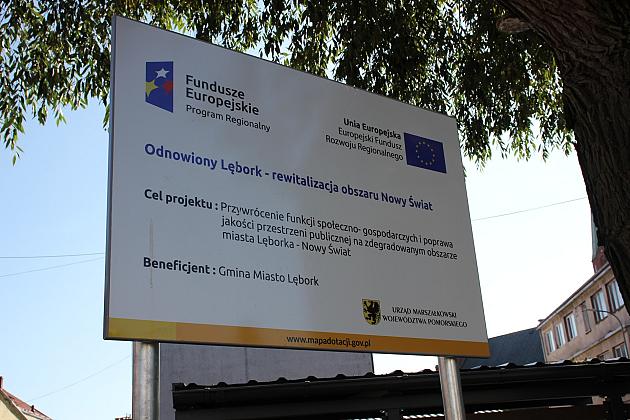 Fundusze
Europejskie
Program Regionalny
Unia Europejska
Europejski Fundusz
Rozwoju Regionalnego
Odnowiony Lębork - rewitalizacja obszaru Nowy Świat
Cel projektu : Przywrócenie funkcji społeczno- gospodarczych i poprawa
jakości przestrzeni publicznej na zdegradowanym obszarze
miasta Lęborka - Nowy Świat
Beneficjent : Gmina Miasto Lębork
URZĄD MARSZAŁKOWSKI
WOJEWÓDZTWA POMORSKIEGO
www.mapadotacji.gov.pl